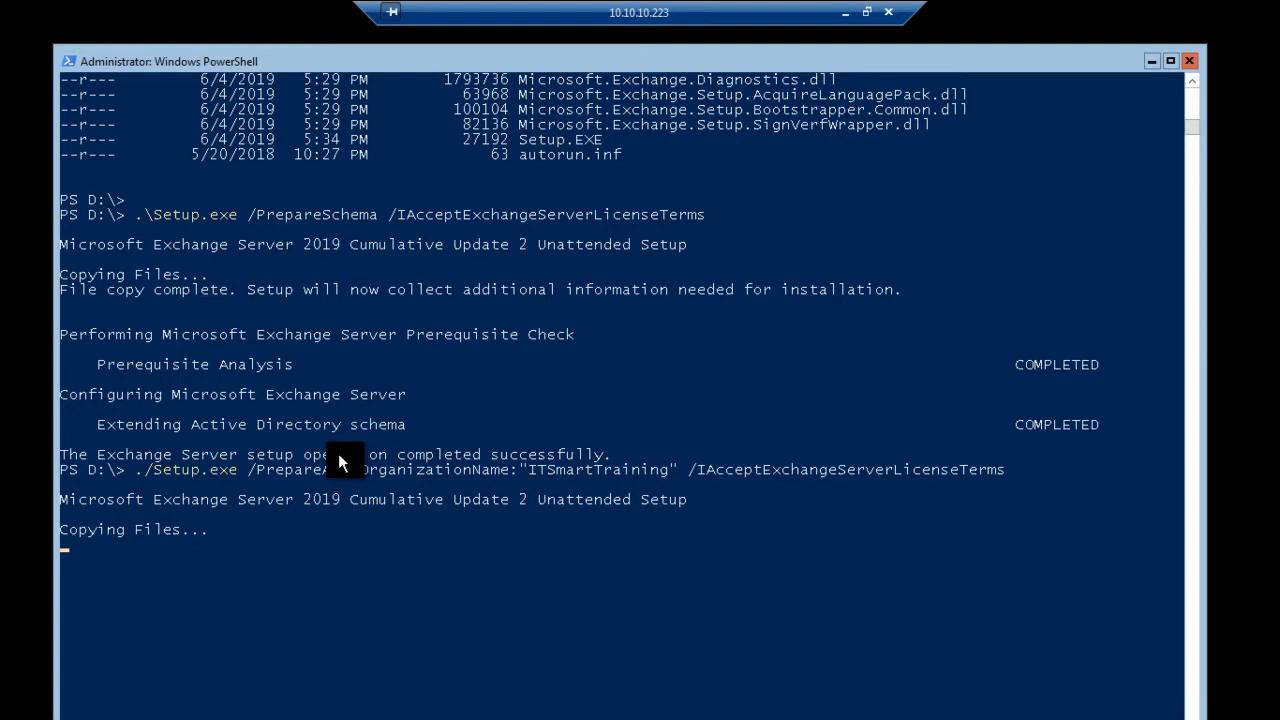 10.10.10.223
Administrator: Windows PowerShell
--r--- 6/4/2019 5:29 PM 1793736 Microsoft.Exchange.Diagnostics.dll
--r--- 6/4/2019 5:29 PM 63968 Microsoft.Exchange.Setup.AcquireLanguagePack.dll
--r--- 6/4/2019 5:29 PM 100104 Microsoft.Exchange.Setup.Bootstrapper.Common.dll
--r--- 6/4/2019 5:29 PM 82136 Microsoft.Exchange.Setup.SignVerfWrapper.dll
--r--- 6/4/2019 5:34 PM 27192 Setup.EXE
--r--- 5/20/2018 10:27 PM 63 autorun.inf
PS D:\>
PS D:\> .\Setup.exe /PrepareSchema /IAcceptExchangeServerLicenseTerms
Microsoft Exchange Server 2019 Cumulative Update 2 Unattended Setup
Copying Files...
File copy complete. Setup will now collect additional information needed for installation.
Performing Microsoft Exchange Server Prerequisite Check
Prerequisite Analysis COMPLETED
Configuring Microsoft Exchange Server
Extending Active Directory schema COMPLETED
The Exchange Server setup completed successfully.
PS D:\> ./Setup.exe OrganizationName:"ITSmartTraining" /IAcceptExchangeServerLicenseTerms
Microsoft Exchange Server 2019 Cumulative Update 2 Unattended Setup
Copying Files...